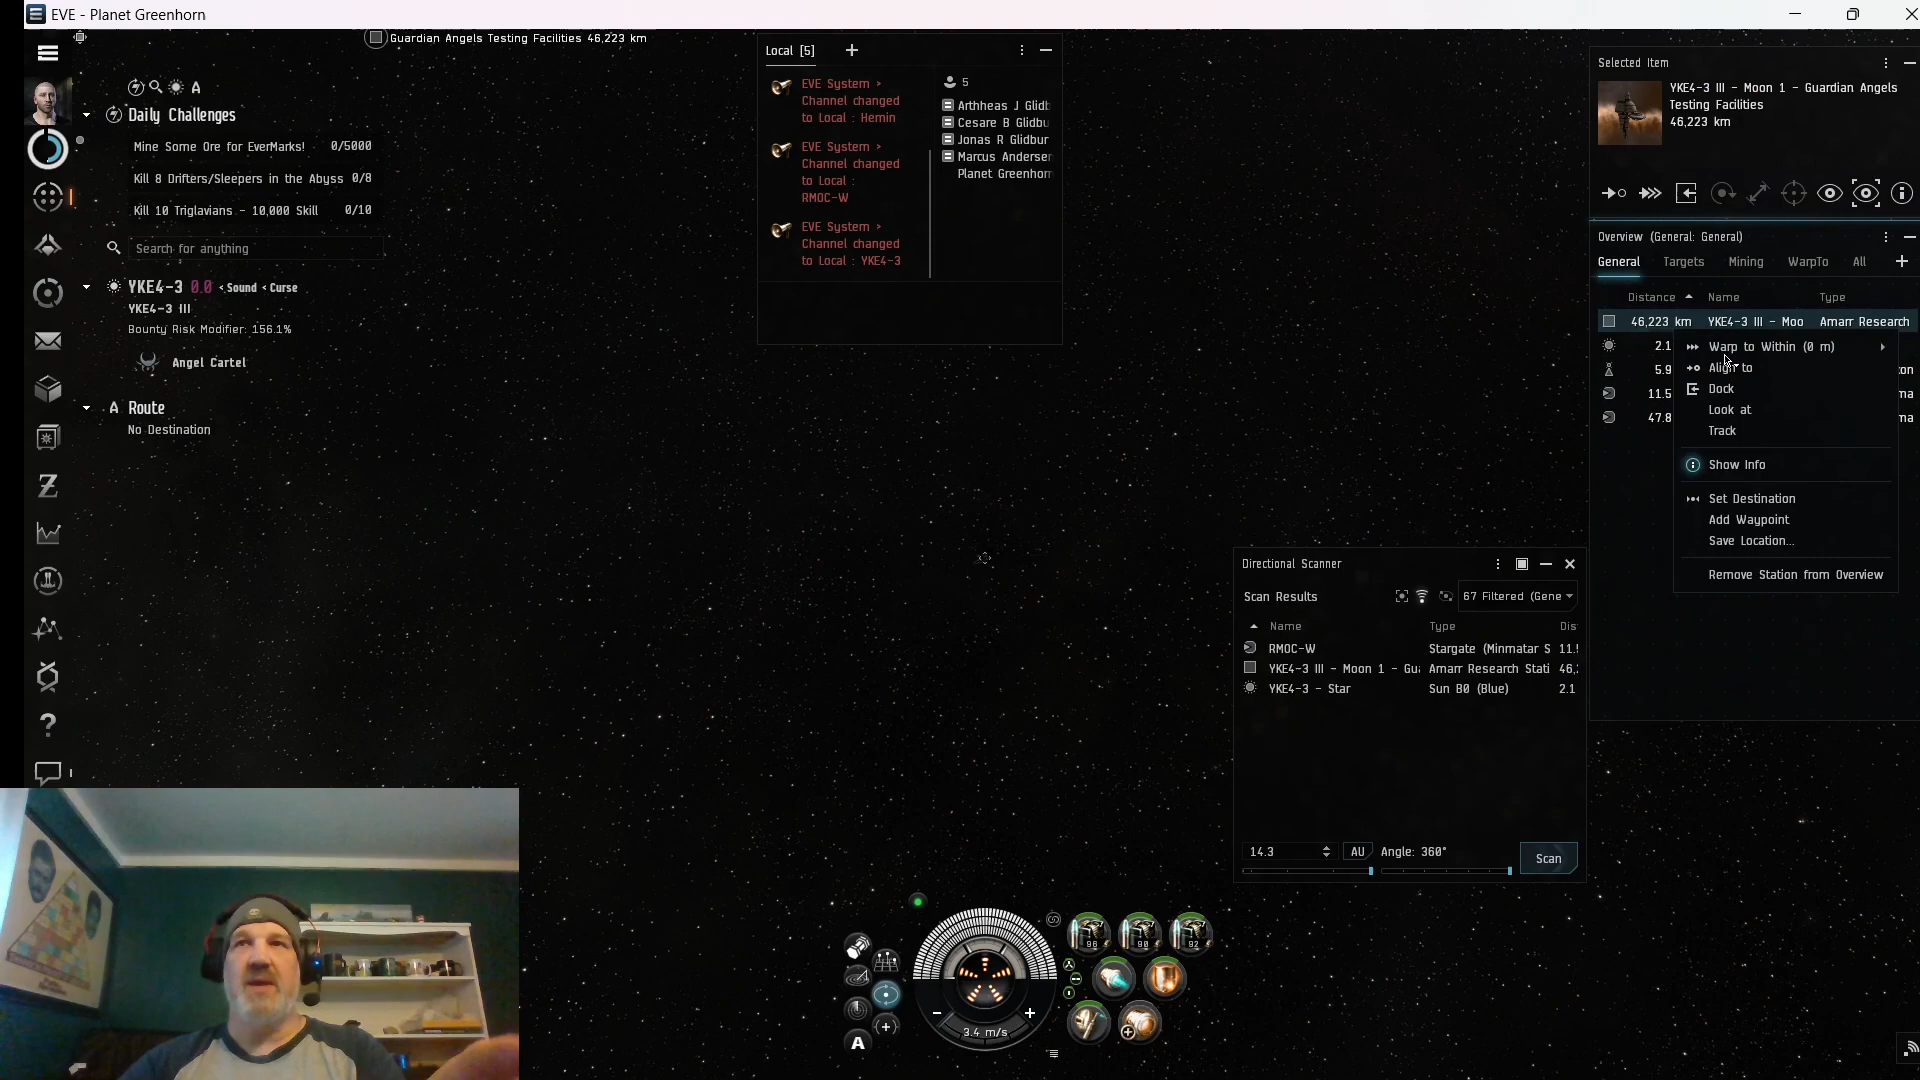 EVE - Planet Greenhorn
Guardian Angels Testing Facilities 46,223 km
Daily Challenges
Mine Some Ore for EverMarks! 0/5000
Kill 8 Drifters/Sleepers in the Abyss 0/8
Kill 10 Triglavians - 10,000 Skill 0/10
Search for anything
YKE4-3 0.0 < Sound < Curse
YKE4-3 III
Bounty Risk Modifier: 156.1%
Angel Cartel
Route
No Destination
Local [5]
EVE System >
Channel changed
to Local : Hemin
EVE System >
Channel changed
to Local :
RMOC-W
EVE System >
Channel changed
to Local : YKE4-3
5
Arthheas J Glidb
Cesare B Glidbu
Jonas R Glidbur
Marcus Andersen
Planet Greenhorn
Selected Item
YKE4-3 III - Moon 1 - Guardian Angels
Testing Facilities
46,223 km
Overview (General: General)
General Targets Mining WarpTo All
Distance Name Type
46,223 km YKE4-3 III - Moo Amarr Research
2.1
5.9 on
11.5 ma
47.8 ma
Warp to Within (0 m)
Align to
Dock
Look at
Track
Show Info
Set Destination
Add Waypoint
Save Location...
Remove Station from Overview
Directional Scanner
Scan Results 67 Filtered (Gene
Name Type Dis
RMOC-W Stargate (Minmatar S 11.
YKE4-3 III - Moon 1 - Gua Amarr Research Stati 46,
YKE4-3 - Star Sun B0 (Blue) 2.1
14.3 AU Angle: 360° Scan
96 90 92
3.4 m/s
A